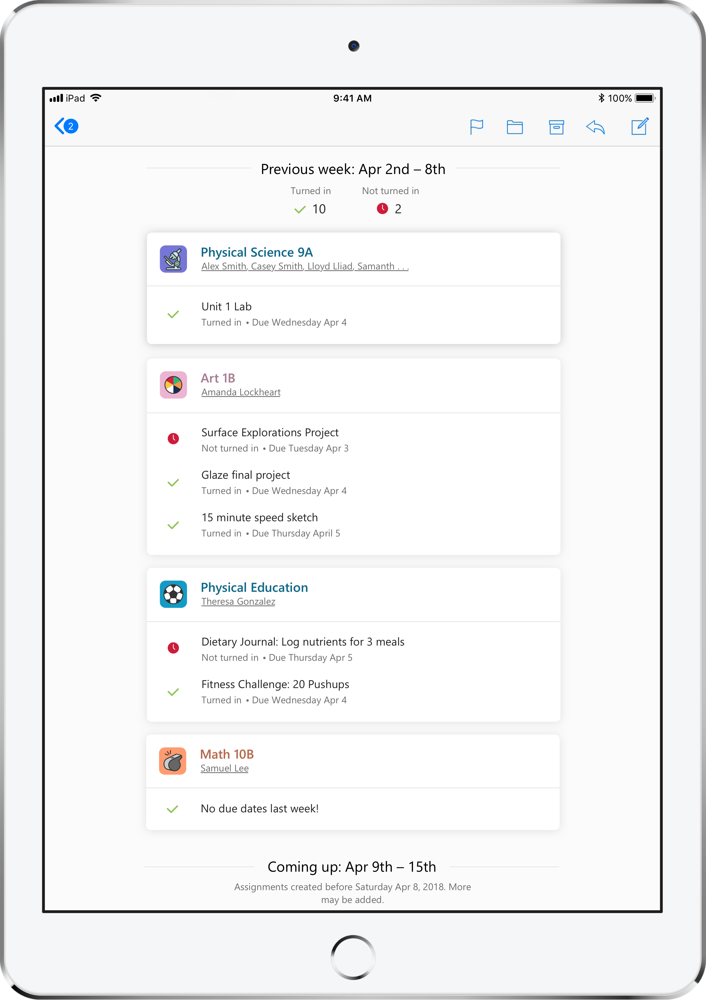 iPad 9:41 AM 100%
2
Previous week: Apr 2nd – 8th
Turned in Not turned in
10 2
Physical Science 9A
Alex Smith, Casey Smith, Lloyd Lliad, Samanth . . .
Unit 1 Lab
Turned in • Due Wednesday Apr 4
Art 1B
Amanda Lockheart
Surface Explorations Project
Not turned in • Due Tuesday Apr 3
Glaze final project
Turned in • Due Wednesday Apr 4
15 minute speed sketch
Turned in • Due Thursday April 5
Physical Education
Theresa Gonzalez
Dietary Journal: Log nutrients for 3 meals
Not turned in • Due Thursday Apr 5
Fitness Challenge: 20 Pushups
Turned in • Due Wednesday Apr 4
Math 10B
Samuel Lee
No due dates last week!
Coming up: Apr 9th – 15th
Assignments created before Saturday Apr 8, 2018. More
may be added.